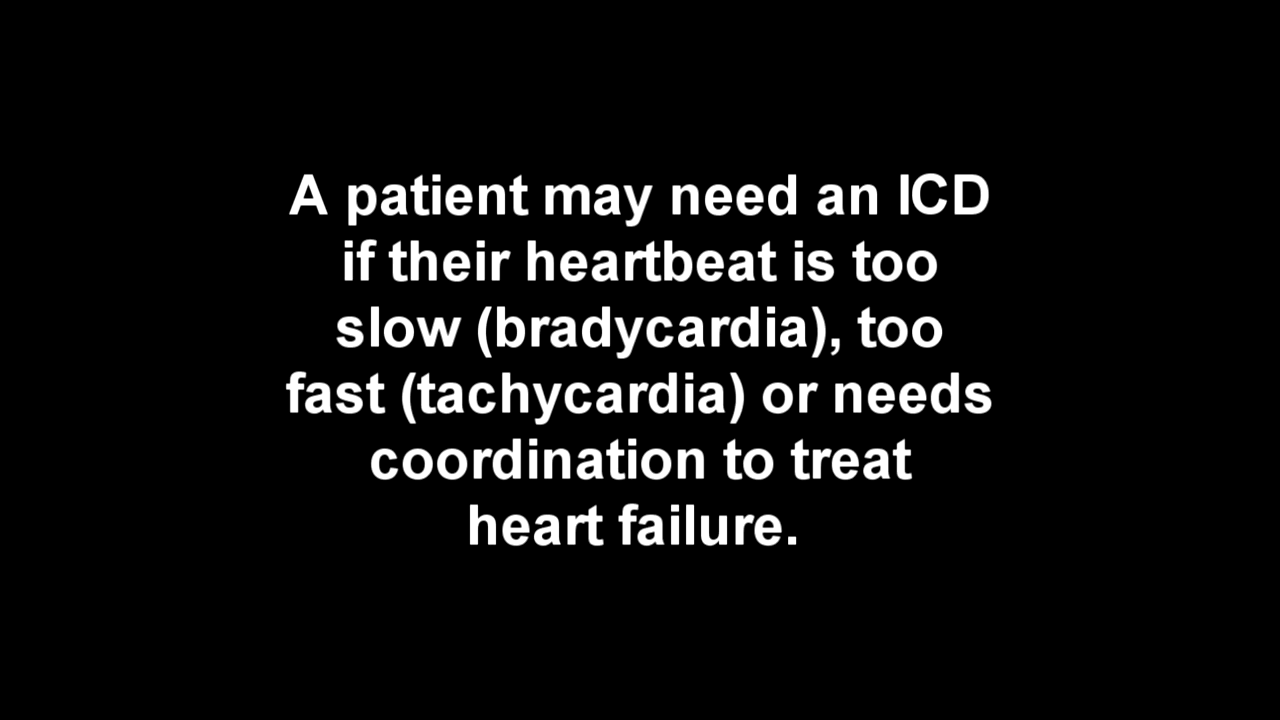 A patient may need an ICD
if their heartbeat is too
slow (bradycardia), too
fast (tachycardia) or needs
coordination to treat
heart failure.